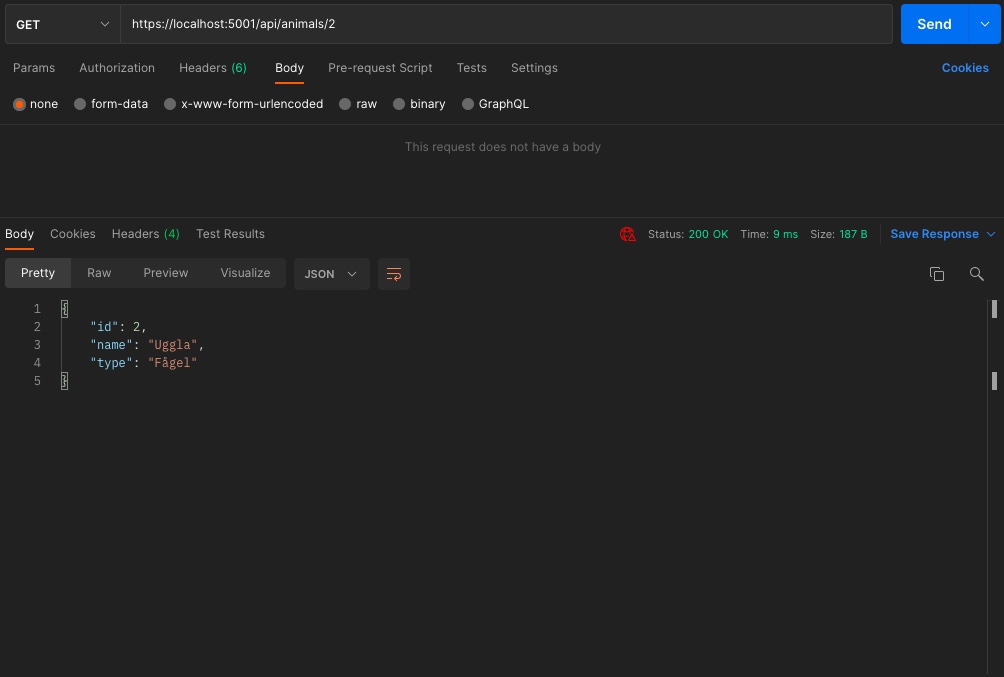 GET https://localhost:5001/api/animals/2 Send
Params Authorization Headers (6) Body Pre-request Script Tests Settings Cookies
none form-data x-www-form-urlencoded raw binary GraphQL
This request does not have a body
Body Cookies Headers (4) Test Results Status: 200 OK Time: 9 ms Size: 187 B Save Response
Pretty Raw Preview Visualize JSON
1 {
2 "id": 2,
3 "name": "Uggla",
4 "type": "Fågel"
5 }